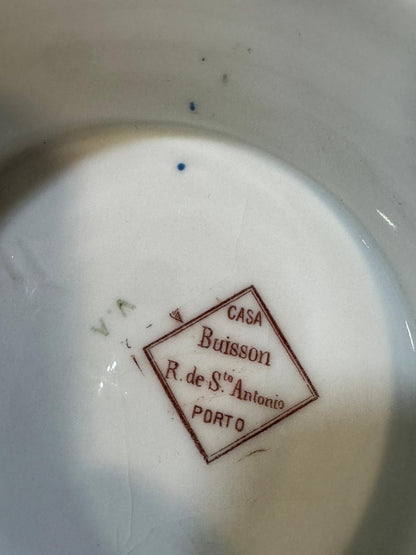 V.A
CASA
Buisson
R. de S.to Antonio
PORTO